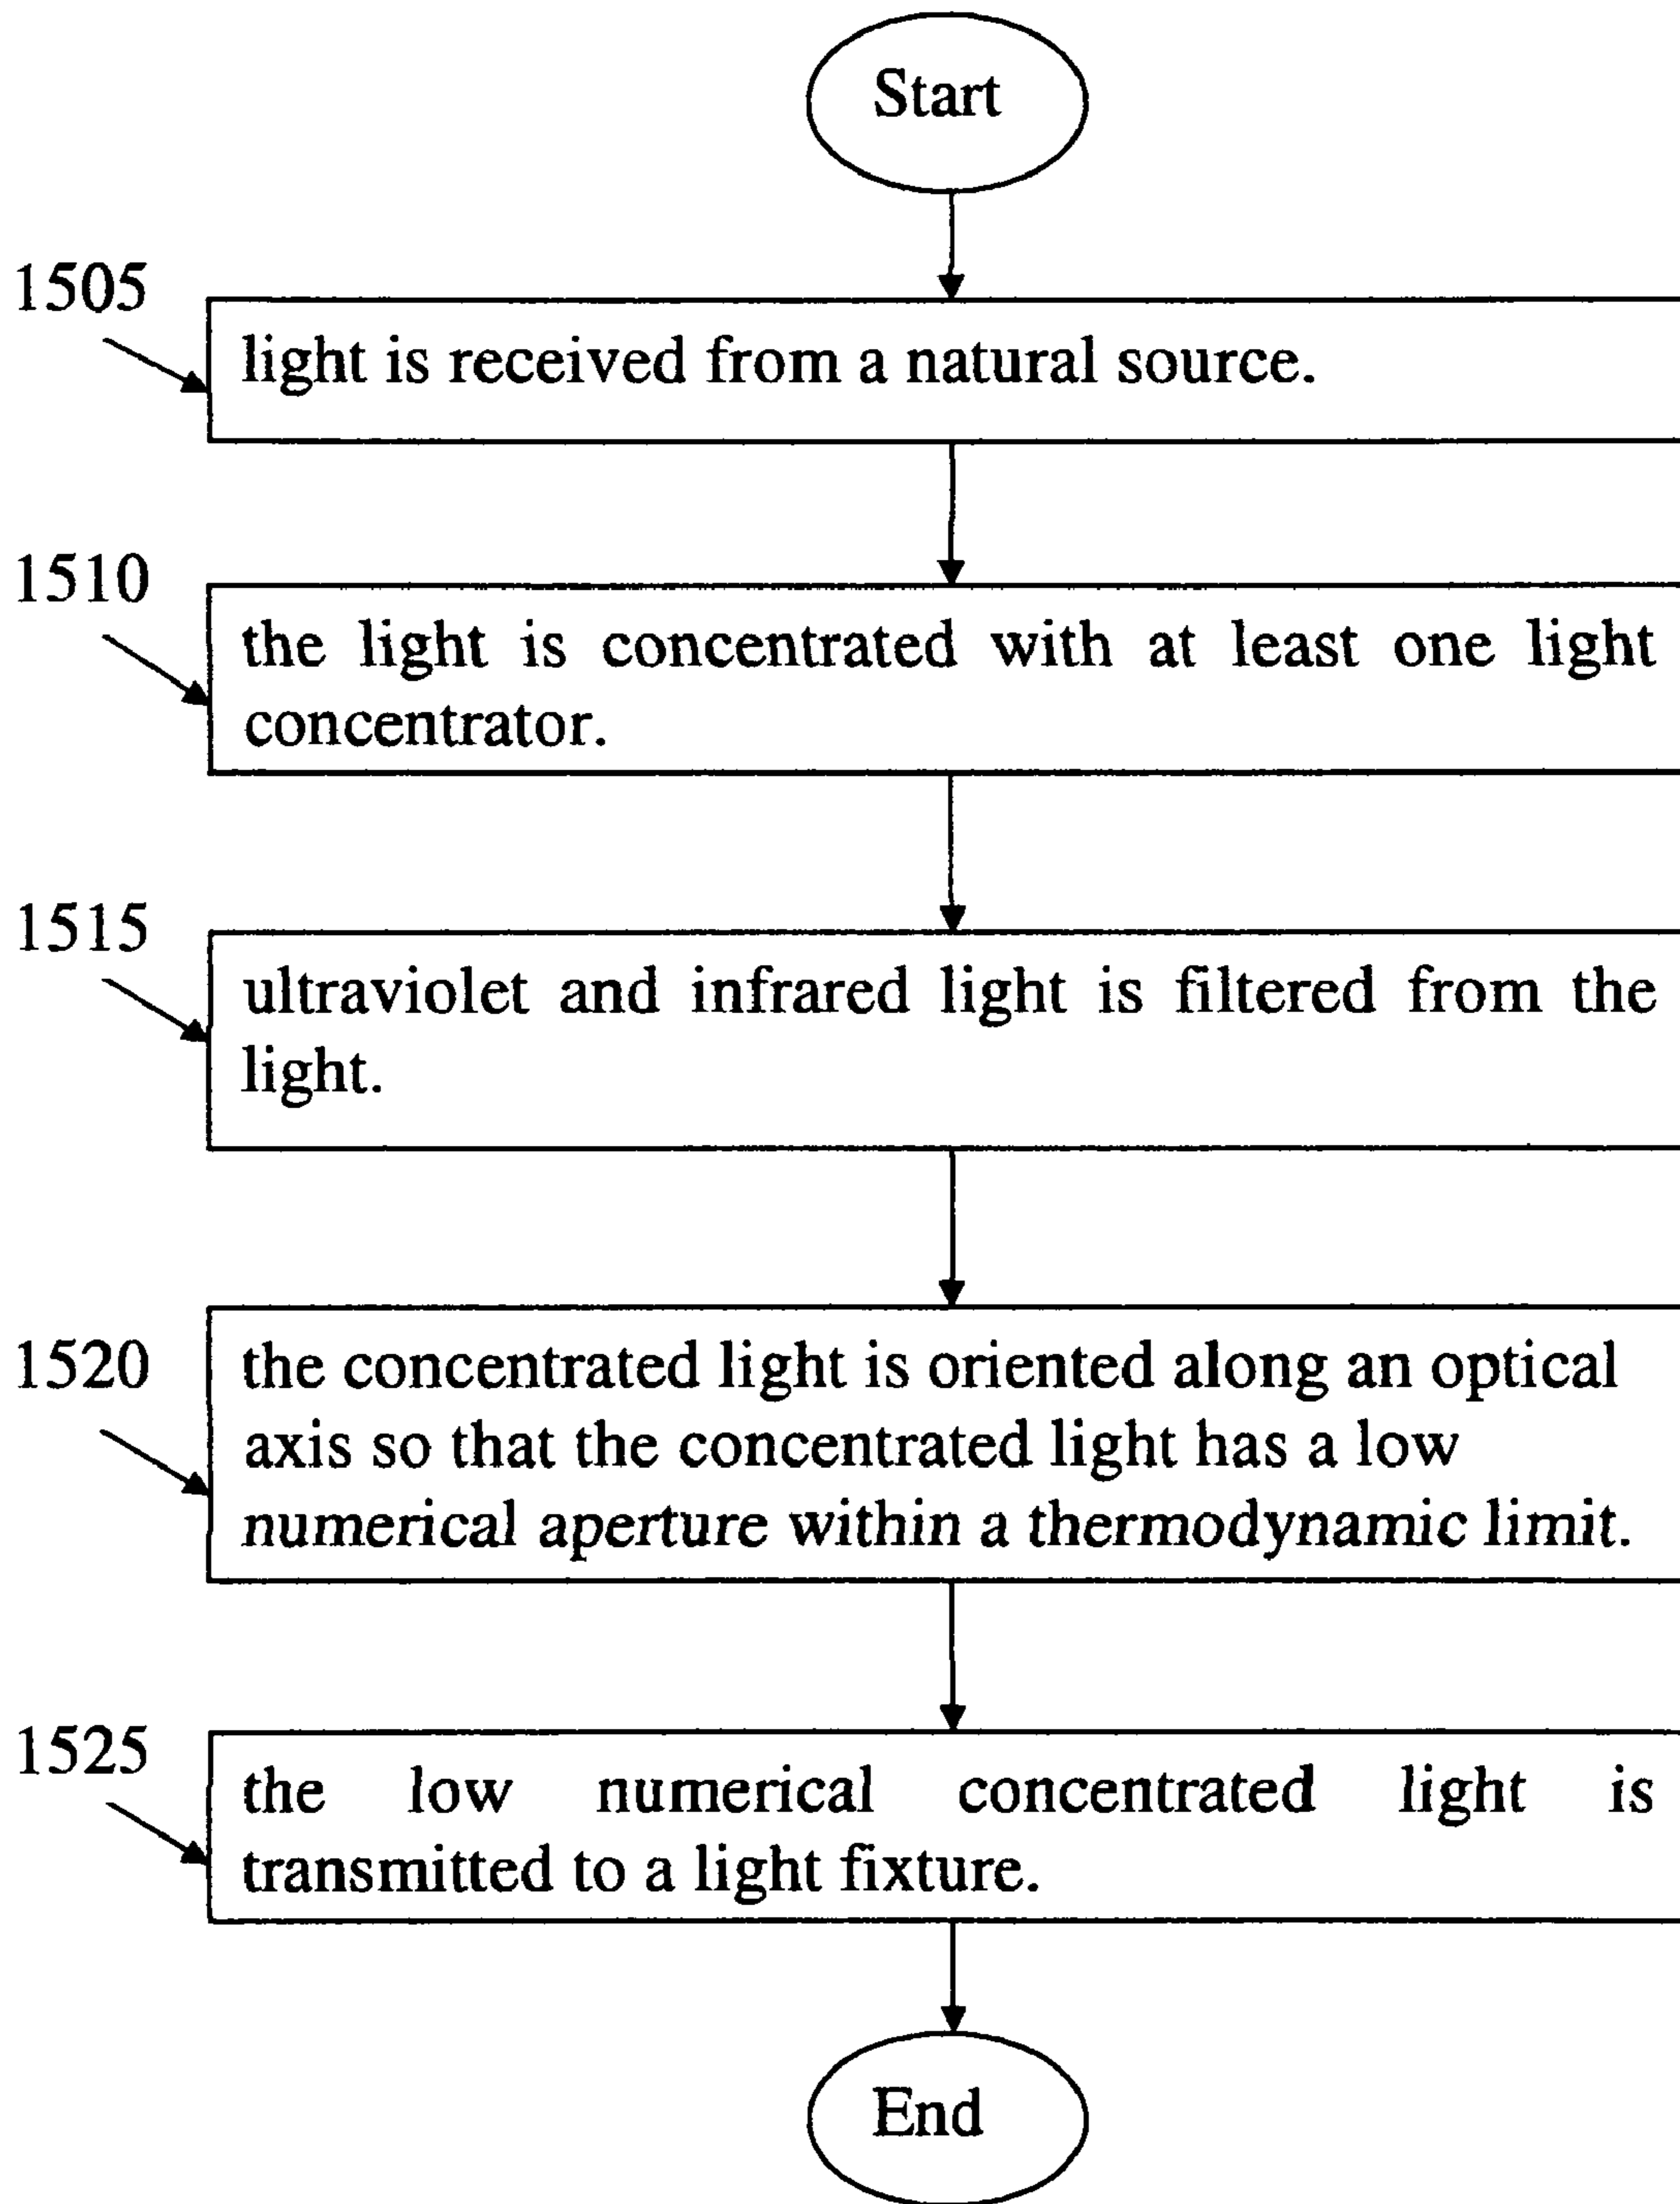 Start
1505
light is received from a natural source.
1510
the light is concentrated with at least one light
concentrator.
1515
ultraviolet and infrared light is filtered from the
light.
1520
the concentrated light is oriented along an optical
axis so that the concentrated light has a low
numerical aperture within a thermodynamic limit.
1525
the low numerical concentrated light is
transmitted to a light fixture.
End